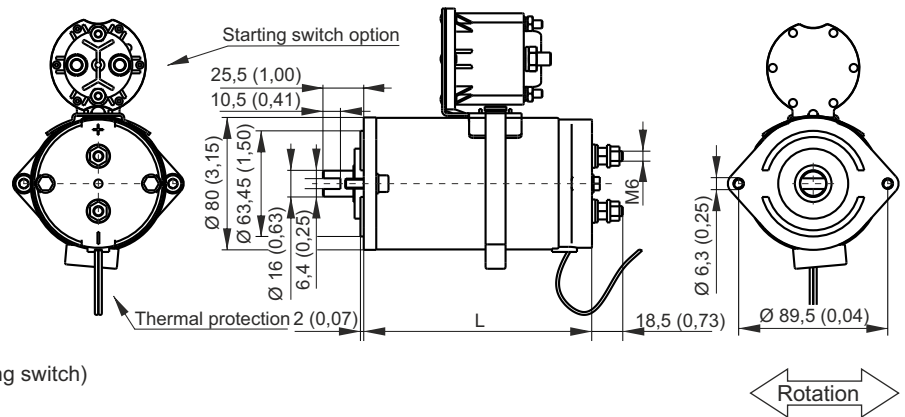 Starting switch option
25,5 (1,00)
10,5 (0,41)
Ø 80 (3,15)
Ø 63,45 (1,50)
Ø 16 (0,63)
6,4 (0,25)
M6
Ø 6,3 (0,25)
+
–
Thermal protection
2 (0,07)
L
18,5 (0,73)
Ø 89,5 (0,04)
ng switch)
Rotation